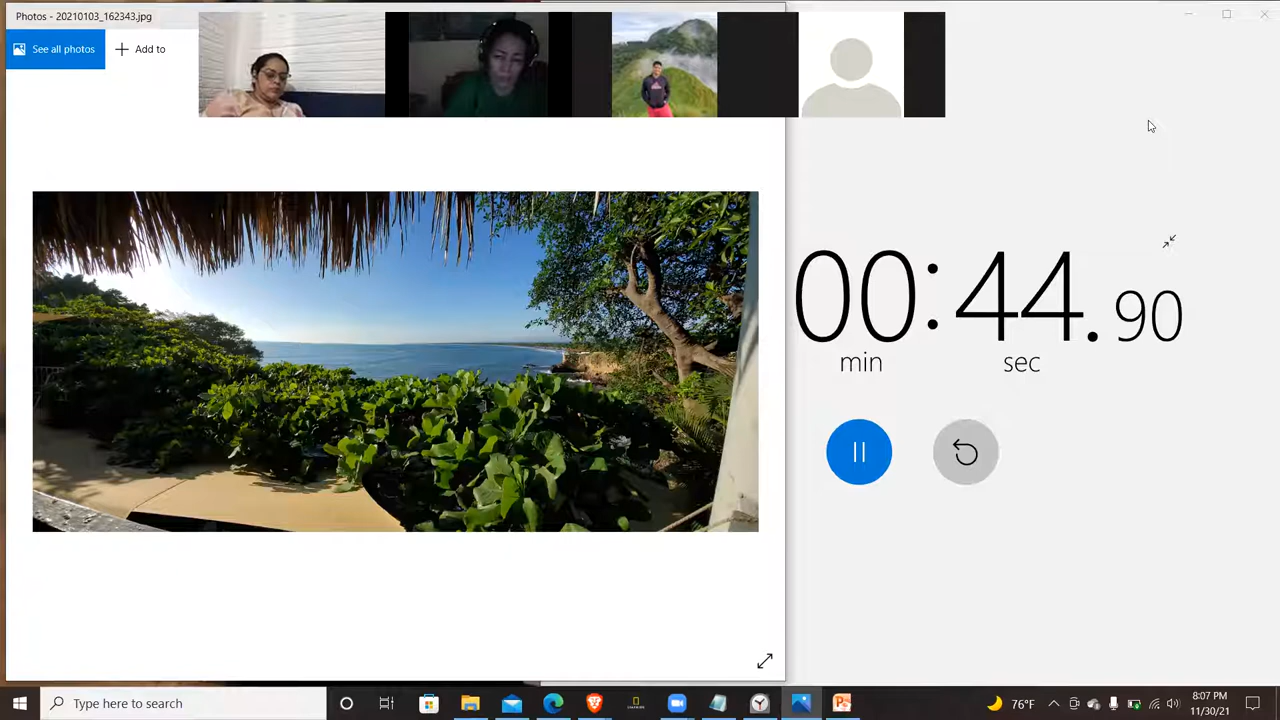 Photos - 20210103_162343.jpg
See all photos
Add to
00:44.90
min
sec
Type here to search
76°F
8:07 PM
11/30/21